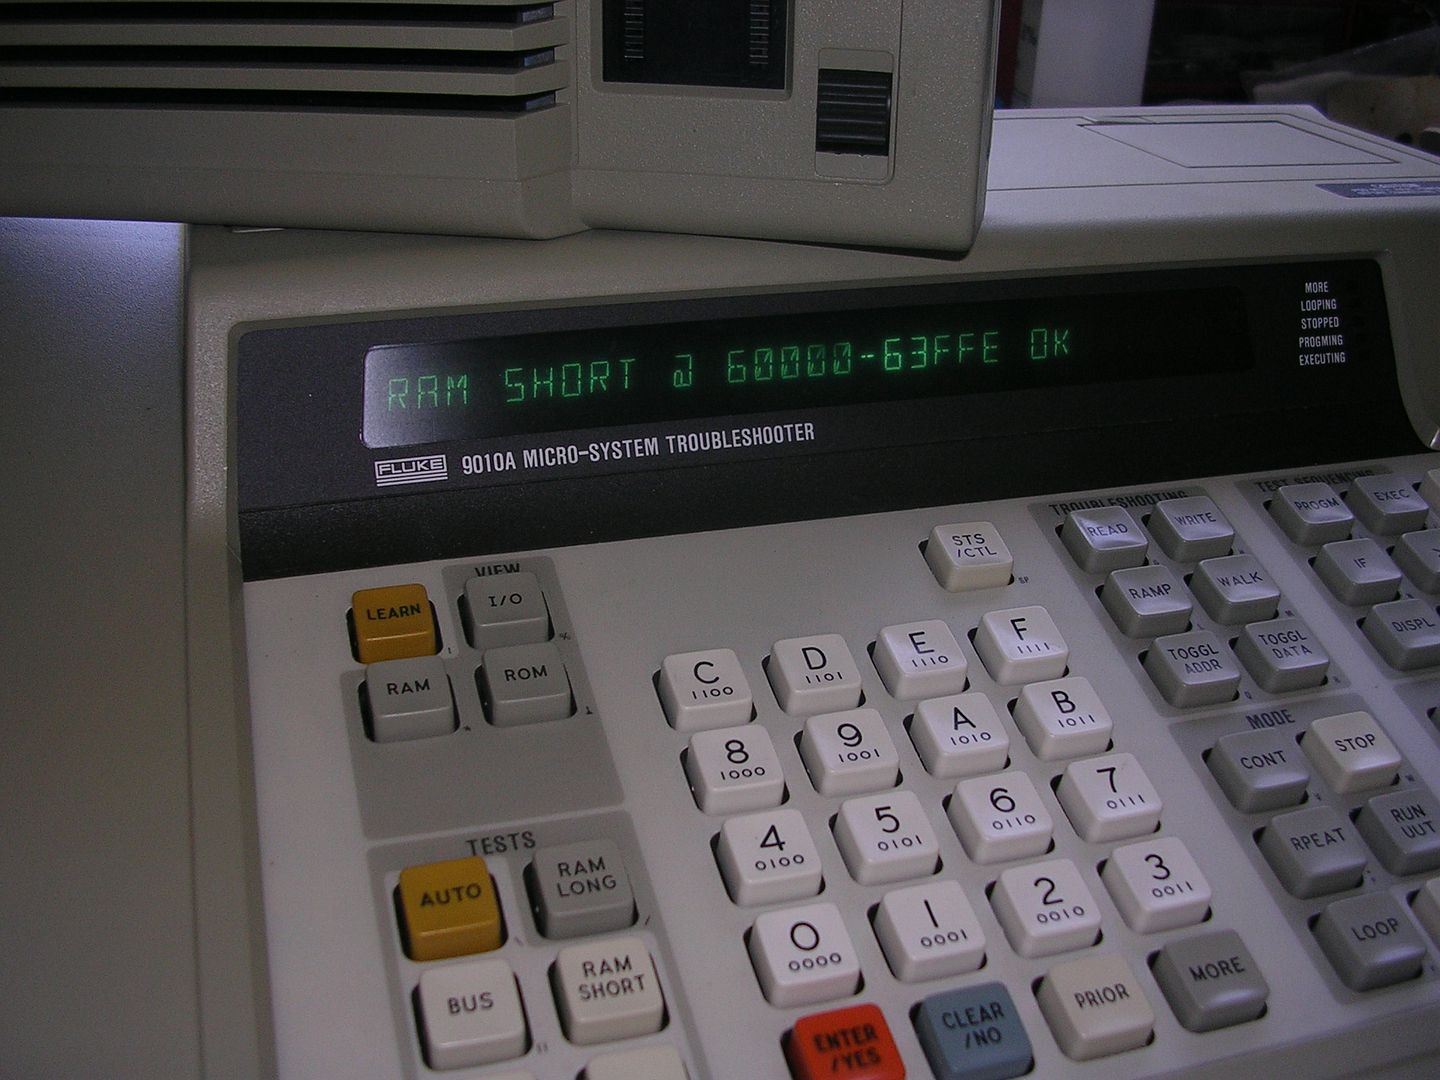 RAM SHORT @ 60000-63FFE OK
MORE
LOOPING
STOPPED
PROGMING
EXECUTING
FLUKE 9010A MICRO-SYSTEM TROUBLESHOOTER
LEARN
VIEW
I/O
RAM
ROM
TESTS
AUTO
RAM LONG
BUS
RAM SHORT
STS /CTL
C 1100
D 1101
E 1110
F 1111
8 1000
9 1001
A 1010
B 1011
4 0100
5 0101
6 0110
7 0111
0 0000
1 0001
2 0010
3 0011
ENTER /YES
CLEAR /NO
PRIOR
MORE
TROUBLESHOOTING
READ
WRITE
RAMP
WALK
TOGGL ADDR
TOGGL DATA
TEST SEQUENCING
PROGM
EXEC
IF
DISPL
MODE
CONT
STOP
RPEAT
RUN UUT
LOOP